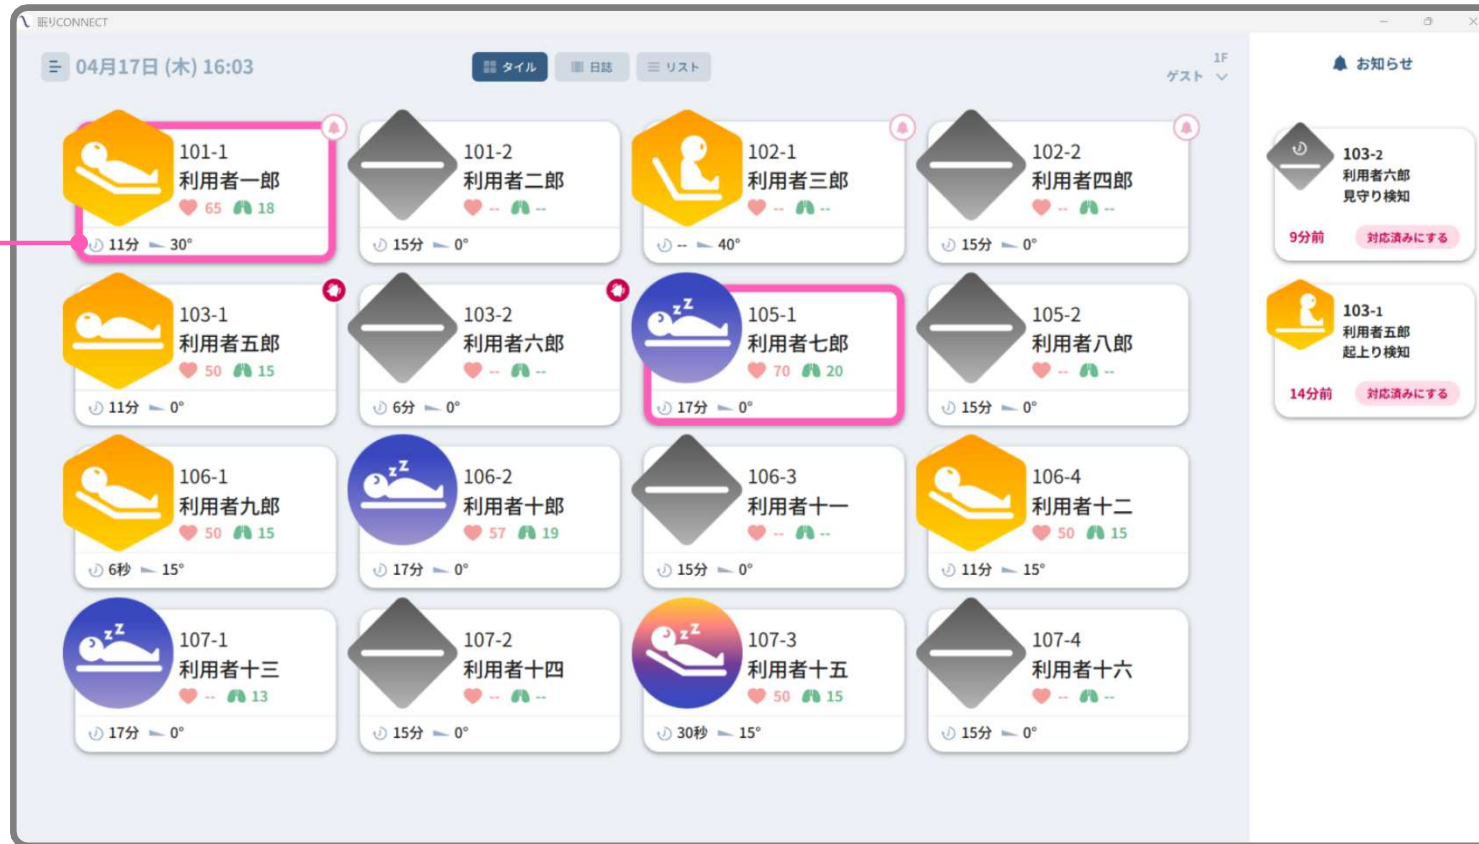 眠りCONNECT
04月17日 (木) 16:03
タイル
日誌
リスト
1F
ゲスト
お知らせ
101-1
利用者一郎
65 18
11分 30°
101-2
利用者二郎
-- --
15分 0°
102-1
利用者三郎
-- --
-- 40°
102-2
利用者四郎
-- --
15分 0°
103-1
利用者五郎
50 15
11分 0°
103-2
利用者六郎
-- --
6分 0°
zZ
105-1
利用者七郎
70 20
17分 0°
105-2
利用者八郎
-- --
15分 0°
106-1
利用者九郎
50 15
6秒 15°
zZ
106-2
利用者十郎
57 19
17分 0°
106-3
利用者十一
-- --
15分 0°
106-4
利用者十二
50 15
11分 15°
zZ
107-1
利用者十三
-- 13
17分 0°
107-2
利用者十四
-- --
15分 0°
zZ
107-3
利用者十五
50 15
30秒 15°
107-4
利用者十六
-- --
15分 0°
103-2
利用者六郎
見守り検知
9分前 対応済みにする
103-1
利用者五郎
起上り検知
14分前 対応済みにする